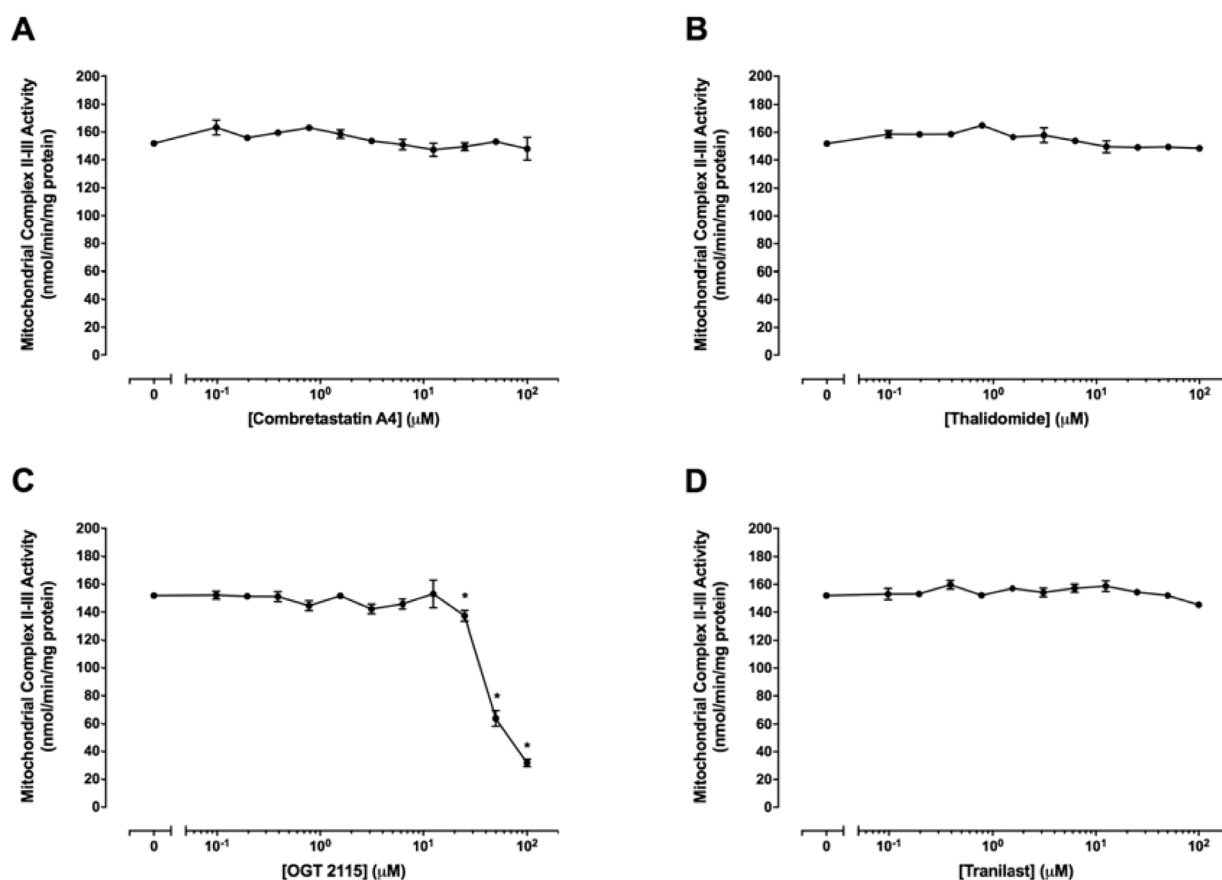 A
Mitochondrial Complex II-III Activity
(nmol/min/mg protein)
200
180
160
140
120
100
80
60
40
20
0
0 10⁻¹ 10⁰ 10¹ 10²
[Combretastatin A4] (μM)
B
Mitochondrial Complex II-III Activity
(nmol/min/mg protein)
200
180
160
140
120
100
80
60
40
20
0
0 10⁻¹ 10⁰ 10¹ 10²
[Thalidomide] (μM)
C
Mitochondrial Complex II-III Activity
(nmol/min/mg protein)
200
180
160
140
120
100
80
60
40
20
0
*
*
*
0 10⁻¹ 10⁰ 10¹ 10²
[OGT 2115] (μM)
D
Mitochondrial Complex II-III Activity
(nmol/min/mg protein)
200
180
160
140
120
100
80
60
40
20
0
0 10⁻¹ 10⁰ 10¹ 10²
[Tranilast] (μM)